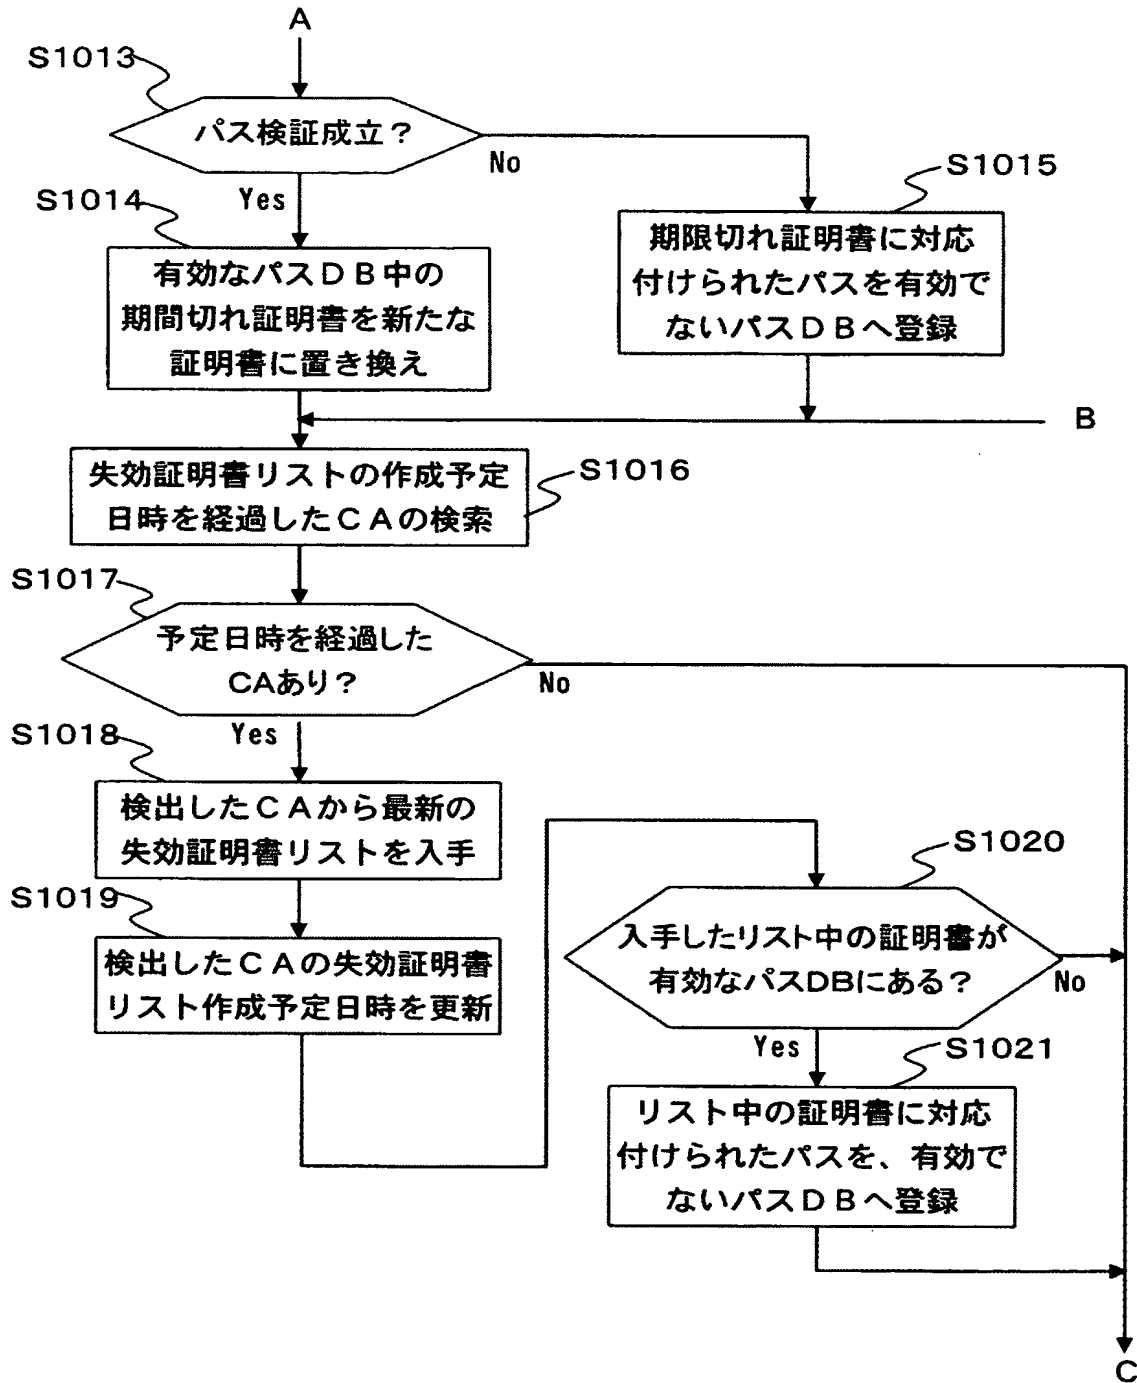 A
S1013
パス検証成立？
No
Yes
S1014
S1015
有効なパスＤＢ中の
期間切れ証明書を新たな
証明書に置き換え
期限切れ証明書に対応
付けられたパスを有効で
ないパスＤＢへ登録
B
S1016
失効証明書リストの作成予定
日時を経過したＣＡの検索
S1017
予定日時を経過した
CAあり？
No
Yes
S1018
検出したＣＡから最新の
失効証明書リストを入手
S1019
検出したＣＡの失効証明書
リスト作成予定日時を更新
S1020
入手したリスト中の証明書が
有効なパスDBにある？
No
Yes
S1021
リスト中の証明書に対応
付けられたパスを、有効で
ないパスＤＢへ登録
C